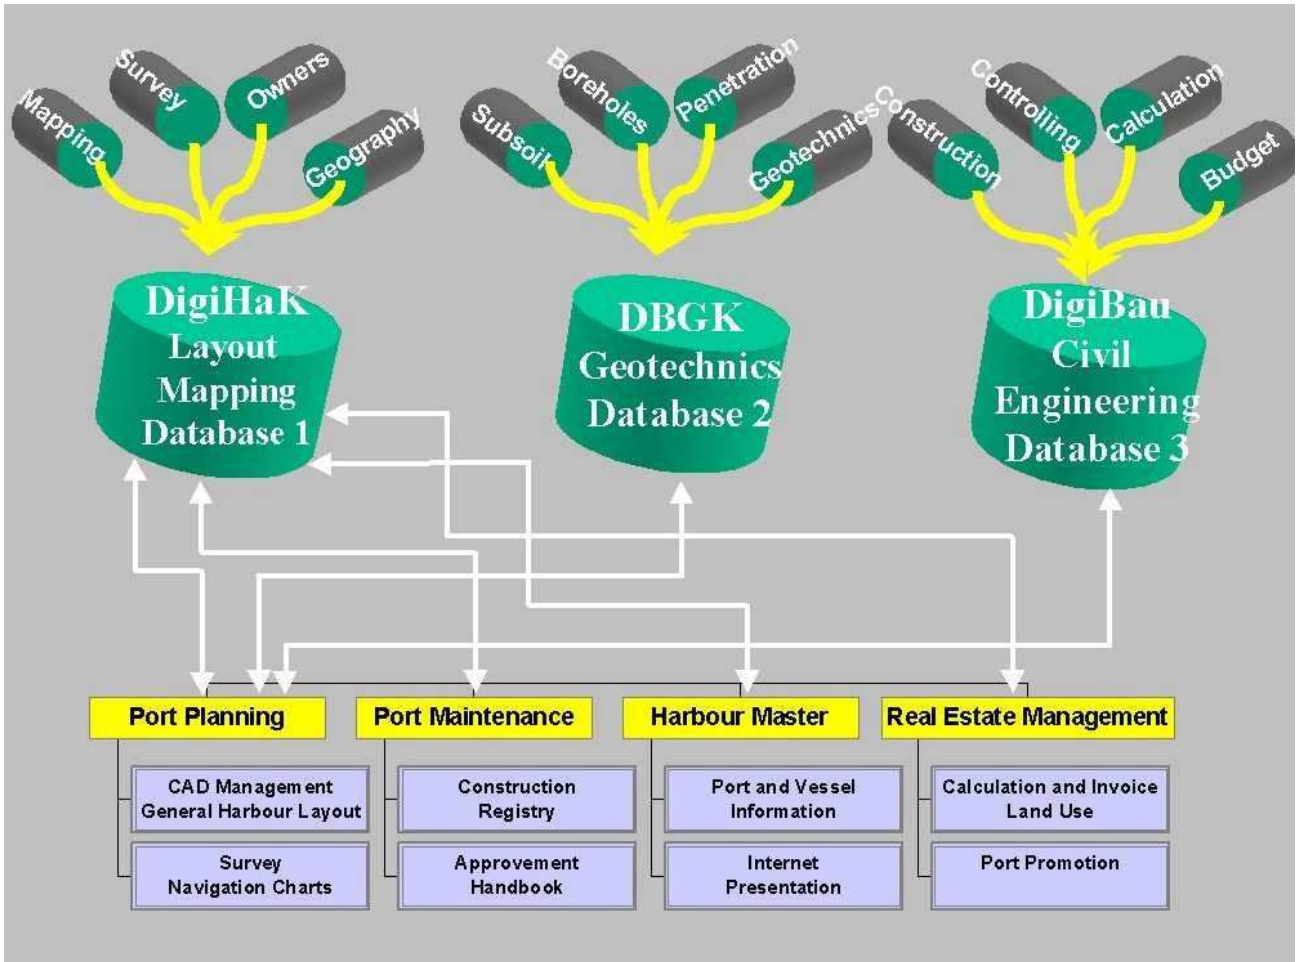 Mapping
Survey
Owners
Geography
Subsoil
Boreholes
Penetration
Geotechnics
Construction
Controlling
Calculation
Budget
DigiHaK
Layout
Mapping
Database 1
DBGK
Geotechnics
Database 2
DigiBau
Civil
Engineering
Database 3
Port Planning
Port Maintenance
Harbour Master
Real Estate Management
CAD Management
General Harbour Layout
Construction
Registry
Port and Vessel
Information
Calculation and Invoice
Land Use
Survey
Navigation Charts
Approvement
Handbook
Internet
Presentation
Port Promotion